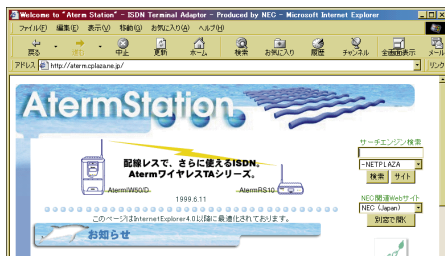 Welcome to "Aterm Station" - ISDN Terminal Adaptor - Produced by NEC - Microsoft Internet Explorer
ファイル(F) 編集(E) 表示(V) 移動(G) お気に入り(A) ヘルプ(H)
戻る 進む 中止 更新 ホーム 検索 お気に入り 履歴 チャンネル 全画面表示 メール
アドレス http://aterm.cplaza.ne.jp/ リンク
AtermStation
サーチエンジン検索
-NETPLAZA
検索 サイト
配線レスで、さらに使えるISDN。
AtermワイヤレスTAシリーズ。
AtermIW50/D
AtermRS10
1999.6.11
このページはInternetExplorer4.0以降に最適化されております。
NEC関連Webサイト
NEC (Japan)
別窓で開く
お知らせ